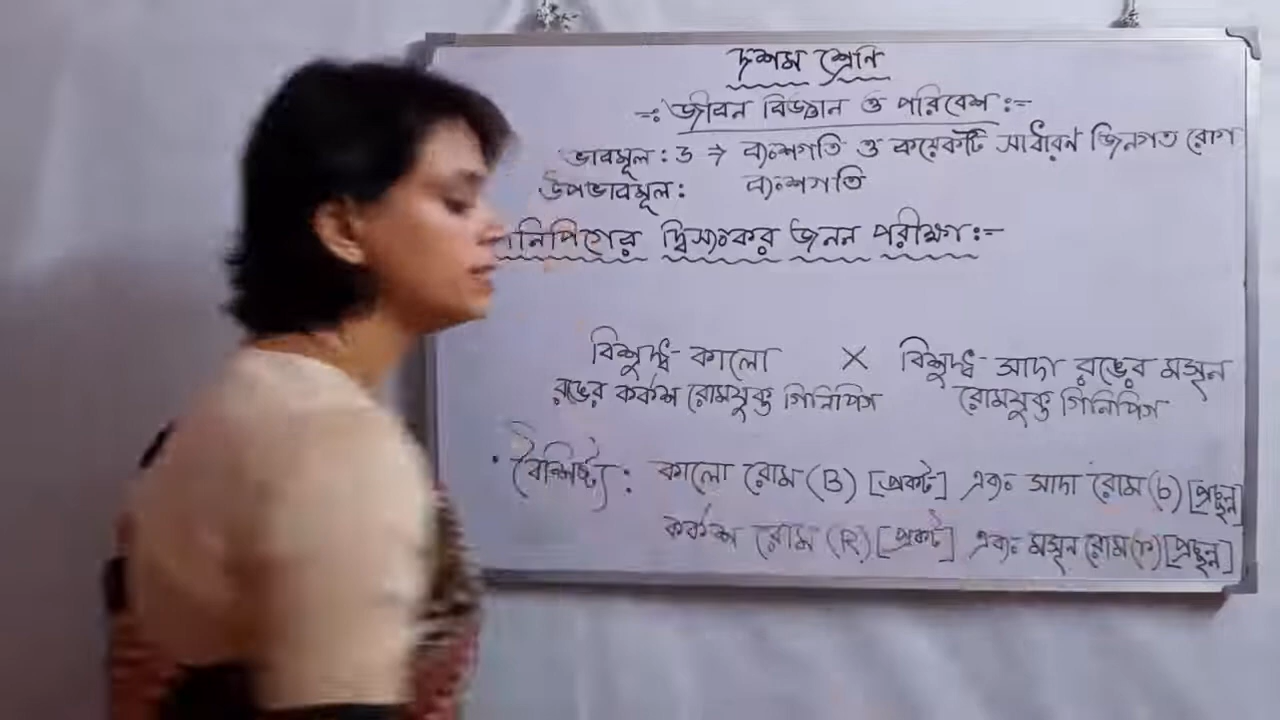 দশম শ্রেণি
-: জীবন বিজ্ঞান ও পরিবেশ :-
ভাবমূল : ৩ → বংশগতি ও কয়েকটি সাধারণ জিনগত রোগ
উপভাবমূল : বংশগতি
নিপিগের দ্বিসংকর জনন পরীক্ষা :-
বিশুদ্ধ কালো × বিশুদ্ধ সাদা রঙের মসৃন
রঙের কর্কশ রোমযুক্ত গিনিপিগ রোমযুক্ত গিনিপিগ
• বৈশিষ্ট্য : কালো রোম (B) [প্রকট] এবং সাদা রোম (b) [প্রচ্ছন্ন]
কর্কশ রোম (R) [প্রকট] এবং মসৃন রোম (r) [প্রচ্ছন্ন]